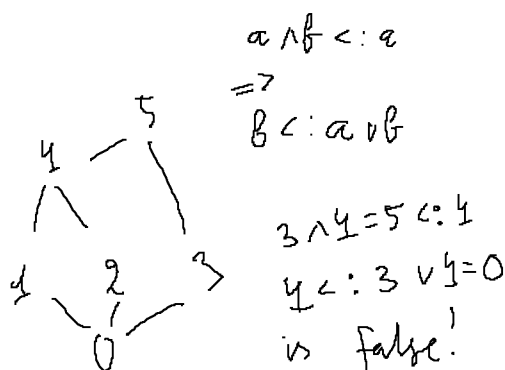 a ∧ b <: a
=>
b <: a ∨ b
5
4
3 ∧ 4 = 5 <: 4
1 2 3
4 <: 3 ∨ 4 = 0
0
is false!